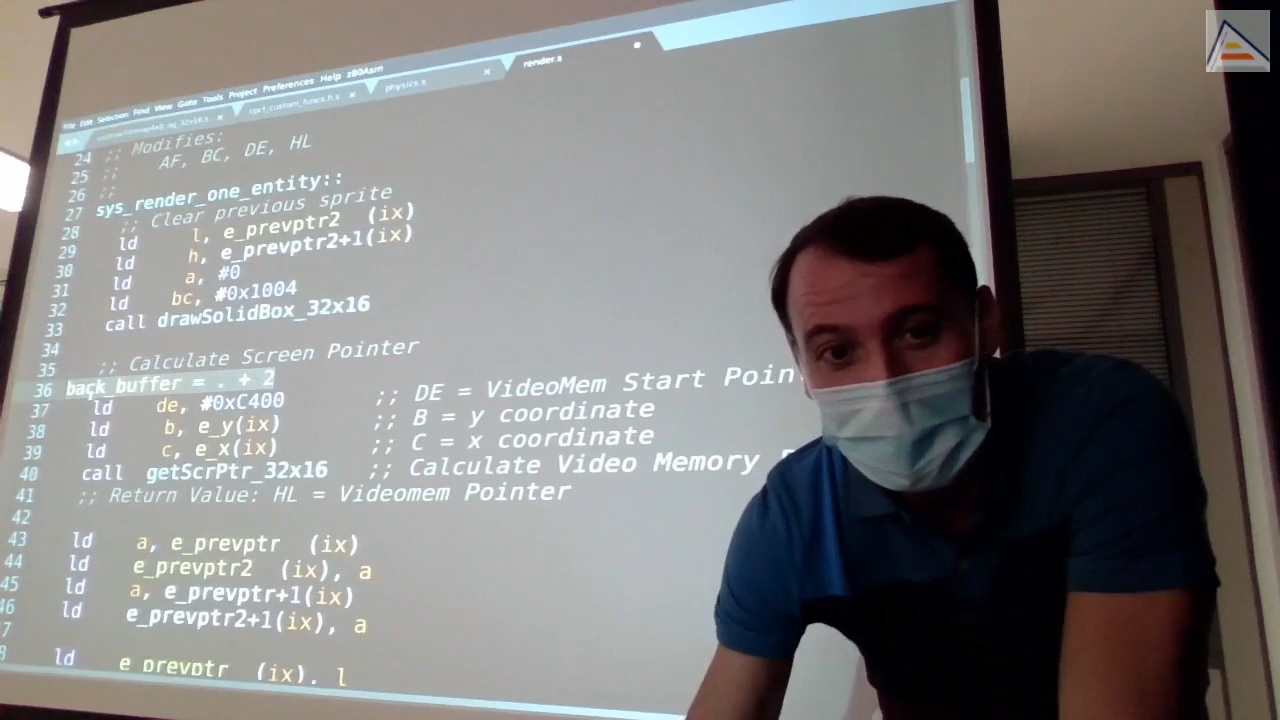 File Edit Selection Find View Goto Tools Project Preferences Help z80Asm
cpct_custom_funcs.h.s × physics.s × render.s
24 ;; Modifies:
25 ;; AF, BC, DE, HL
26 ;;
27 sys_render_one_entity::
28 ;; Clear previous sprite
29 ld l, e_prevptr2 (ix)
30 ld h, e_prevptr2+1(ix)
31 ld a, #0
32 ld bc, #0x1004
33 call drawSolidBox_32x16
34
35 ;; Calculate Screen Pointer
36 back_buffer = . + 2
37 ld de, #0xC400 ;; DE = VideoMem Start Poin
38 ld b, e_y(ix) ;; B = y coordinate
39 ld c, e_x(ix) ;; C = x coordinate
40 call getScrPtr_32x16 ;; Calculate Video Memory
41 ;; Return Value: HL = Videomem Pointer
42
43 ld a, e_prevptr (ix)
44 e_prevptr2 (ix), a
45 ld a, e_prevptr+1(ix)
46 ld e_prevptr2+1(ix), a
7
8 ld e_prevptr (ix), l